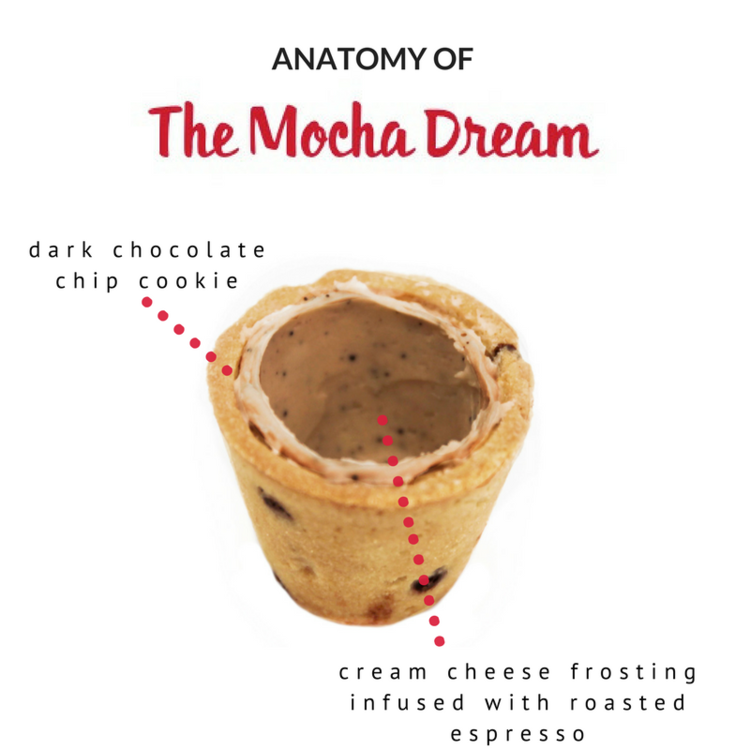 ANATOMY OF
The Mocha Dream
dark chocolate
chip cookie
cream cheese frosting
infused with roasted
espresso